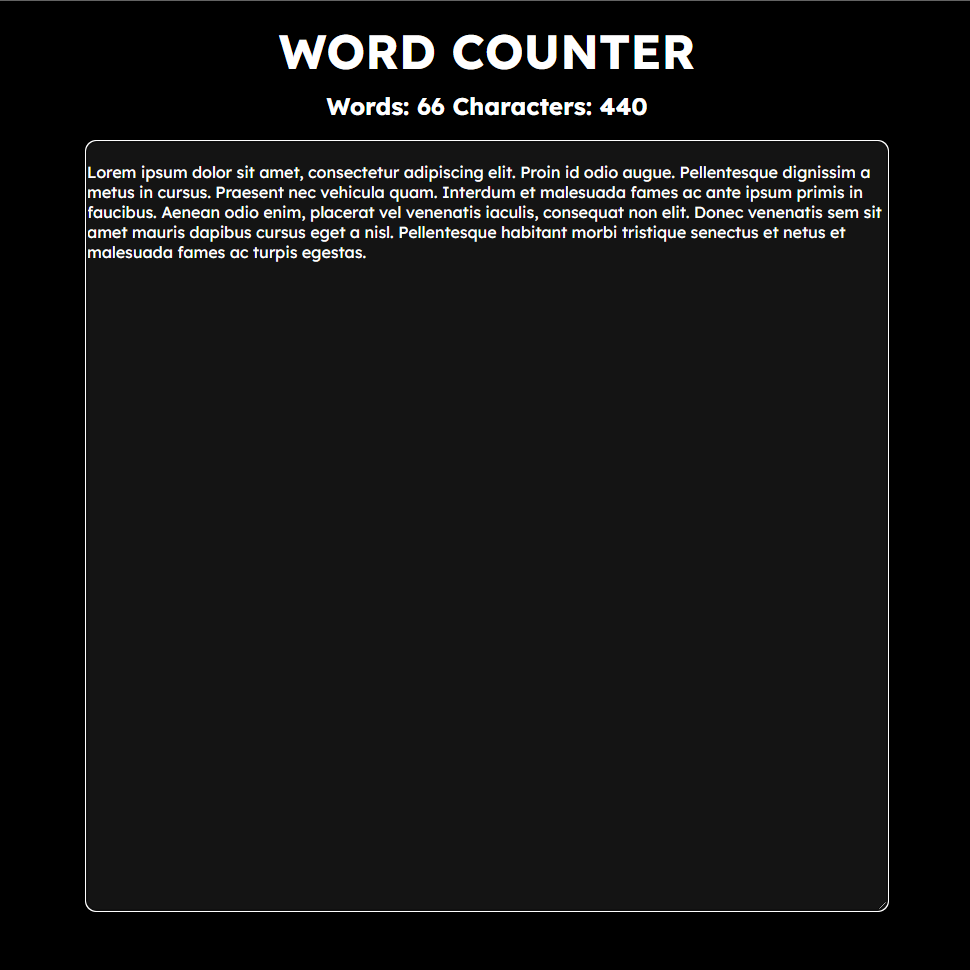 WORD COUNTER
Words: 66 Characters: 440
Lorem ipsum dolor sit amet, consectetur adipiscing elit. Proin id odio augue. Pellentesque dignissim a
metus in cursus. Praesent nec vehicula quam. Interdum et malesuada fames ac ante ipsum primis in
faucibus. Aenean odio enim, placerat vel venenatis iaculis, consequat non elit. Donec venenatis sem sit
amet mauris dapibus cursus eget a nisl. Pellentesque habitant morbi tristique senectus et netus et
malesuada fames ac turpis egestas.